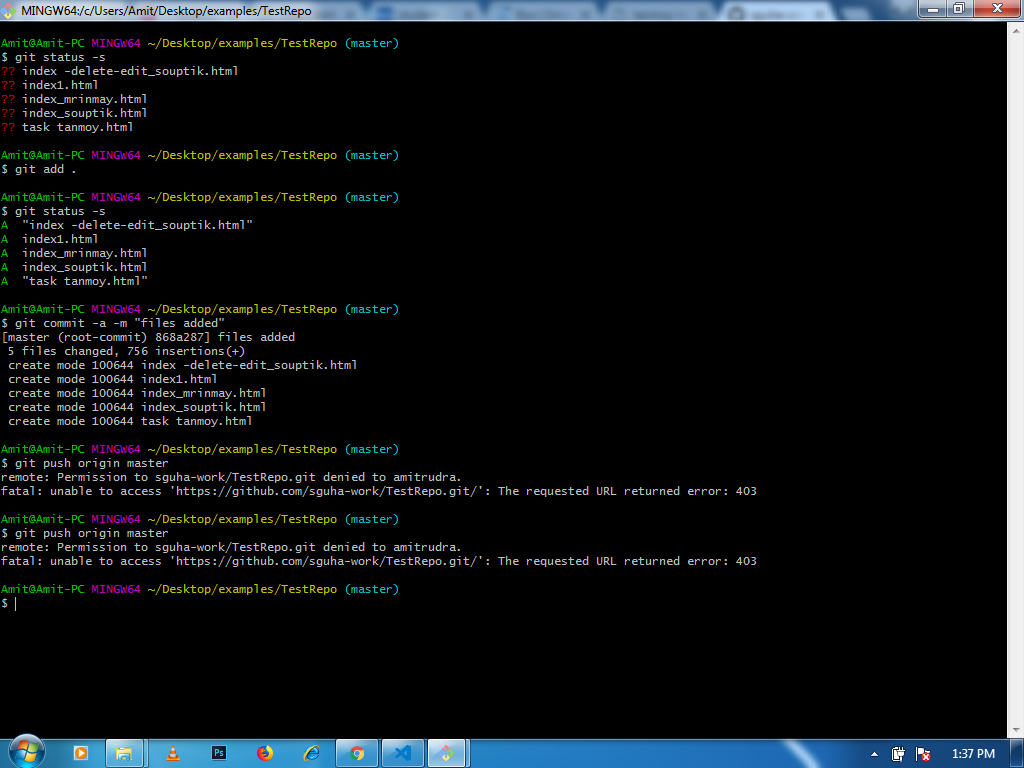 MINGW64:/c/Users/Amit/Desktop/examples/TestRepo
Amit@Amit-PC MINGW64 ~/Desktop/examples/TestRepo (master)
$ git status -s
?? index -delete-edit_souptik.html
?? index1.html
?? index_mrinmay.html
?? index_souptik.html
?? task tanmoy.html
Amit@Amit-PC MINGW64 ~/Desktop/examples/TestRepo (master)
$ git add .
Amit@Amit-PC MINGW64 ~/Desktop/examples/TestRepo (master)
$ git status -s
A  "index -delete-edit_souptik.html"
A  index1.html
A  index_mrinmay.html
A  index_souptik.html
A  "task tanmoy.html"
Amit@Amit-PC MINGW64 ~/Desktop/examples/TestRepo (master)
$ git commit -a -m "files added"
[master (root-commit) 868a287] files added
 5 files changed, 756 insertions(+)
 create mode 100644 index -delete-edit_souptik.html
 create mode 100644 index1.html
 create mode 100644 index_mrinmay.html
 create mode 100644 index_souptik.html
 create mode 100644 task tanmoy.html
Amit@Amit-PC MINGW64 ~/Desktop/examples/TestRepo (master)
$ git push origin master
remote: Permission to sguha-work/TestRepo.git denied to amitrudra.
fatal: unable to access 'https://github.com/sguha-work/TestRepo.git/': The requested URL returned error: 403
Amit@Amit-PC MINGW64 ~/Desktop/examples/TestRepo (master)
$ git push origin master
remote: Permission to sguha-work/TestRepo.git denied to amitrudra.
fatal: unable to access 'https://github.com/sguha-work/TestRepo.git/': The requested URL returned error: 403
Amit@Amit-PC MINGW64 ~/Desktop/examples/TestRepo (master)
$
Ps
1:37 PM